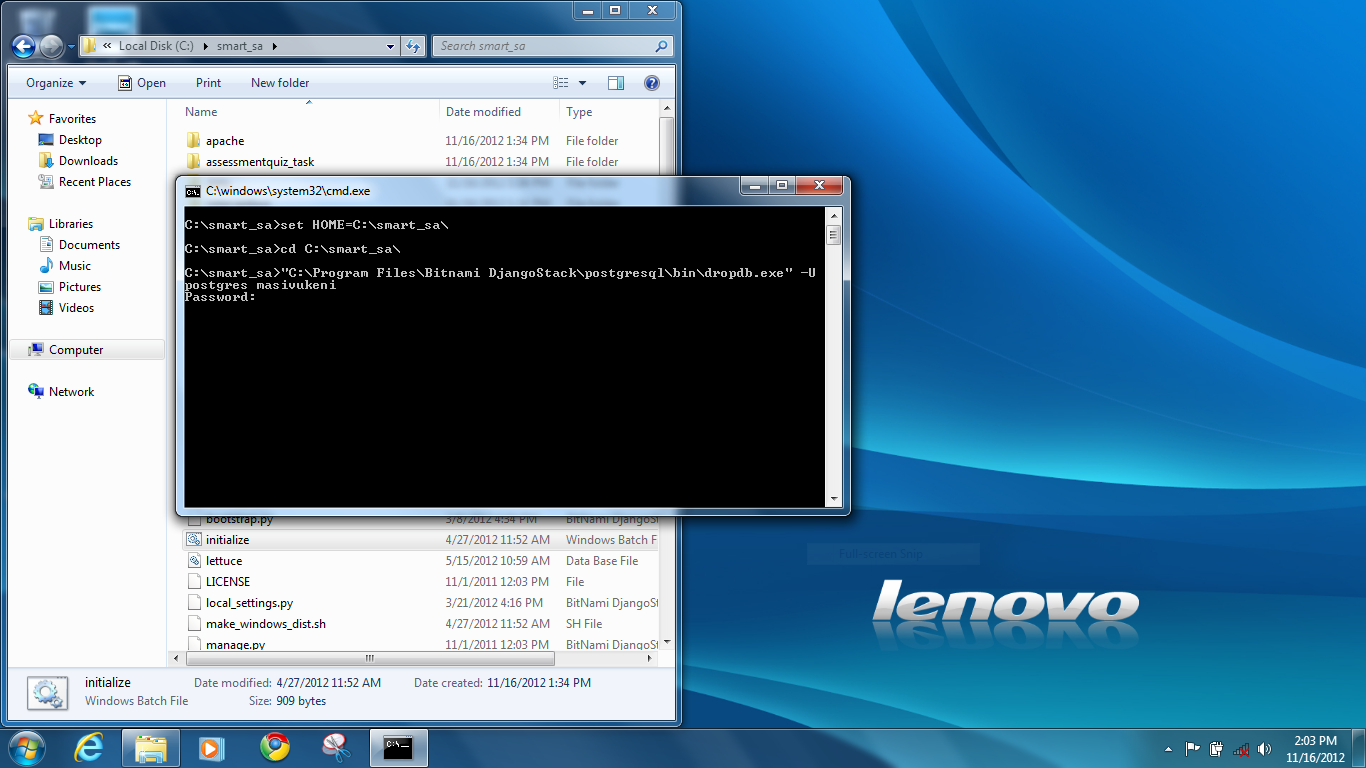 Local Disk (C:) smart_sa
Search smart_sa
Organize Open Print New folder
Name Date modified Type
Favorites
Desktop
Downloads
Recent Places
Libraries
Documents
Music
Pictures
Videos
Computer
Network
apache 11/16/2012 1:34 PM File folder
assessmentquiz_task 11/16/2012 1:34 PM File folder
C:\windows\system32\cmd.exe
C:\smart_sa>set HOME=C:\smart_sa\
C:\smart_sa>cd C:\smart_sa\
C:\smart_sa>"C:\Program Files\Bitnami DjangoStack\postgresql\bin\dropdb.exe" -U
postgres masivukeni
Password:
bootstrap.py 3/8/2012 4:34 PM BitNami DjangoSt
initialize 4/27/2012 11:52 AM Windows Batch F
lettuce 5/15/2012 10:59 AM Data Base File
LICENSE 11/1/2011 12:03 PM File
local_settings.py 3/21/2012 4:16 PM BitNami DjangoSt
make_windows_dist.sh 4/27/2012 11:52 AM SH File
manage.py 11/1/2011 12:03 PM BitNami DjangoSt
initialize Date modified: 4/27/2012 11:52 AM Date created: 11/16/2012 1:34 PM
Windows Batch File Size: 909 bytes
Full-screen Snip
lenovo
C:\
2:03 PM
11/16/2012